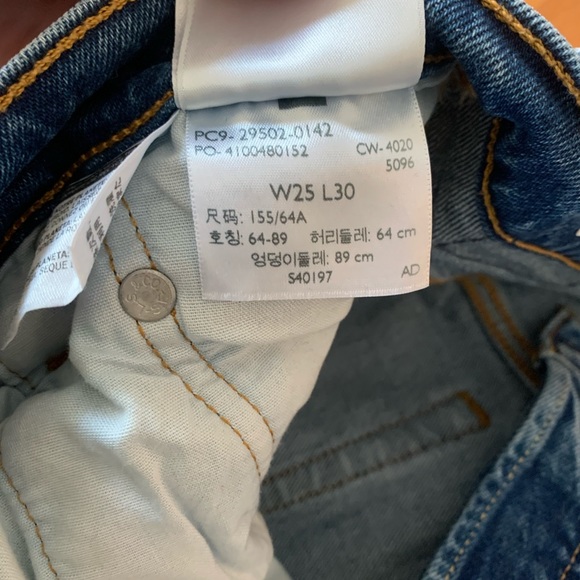 PC9- 29502-0142
PO- 4100480152 CW- 4020
5096
W25 L30
尺码: 155/64A
호칭: 64-89 허리둘레: 64 cm
엉덩이둘레: 89 cm
S40197 AD